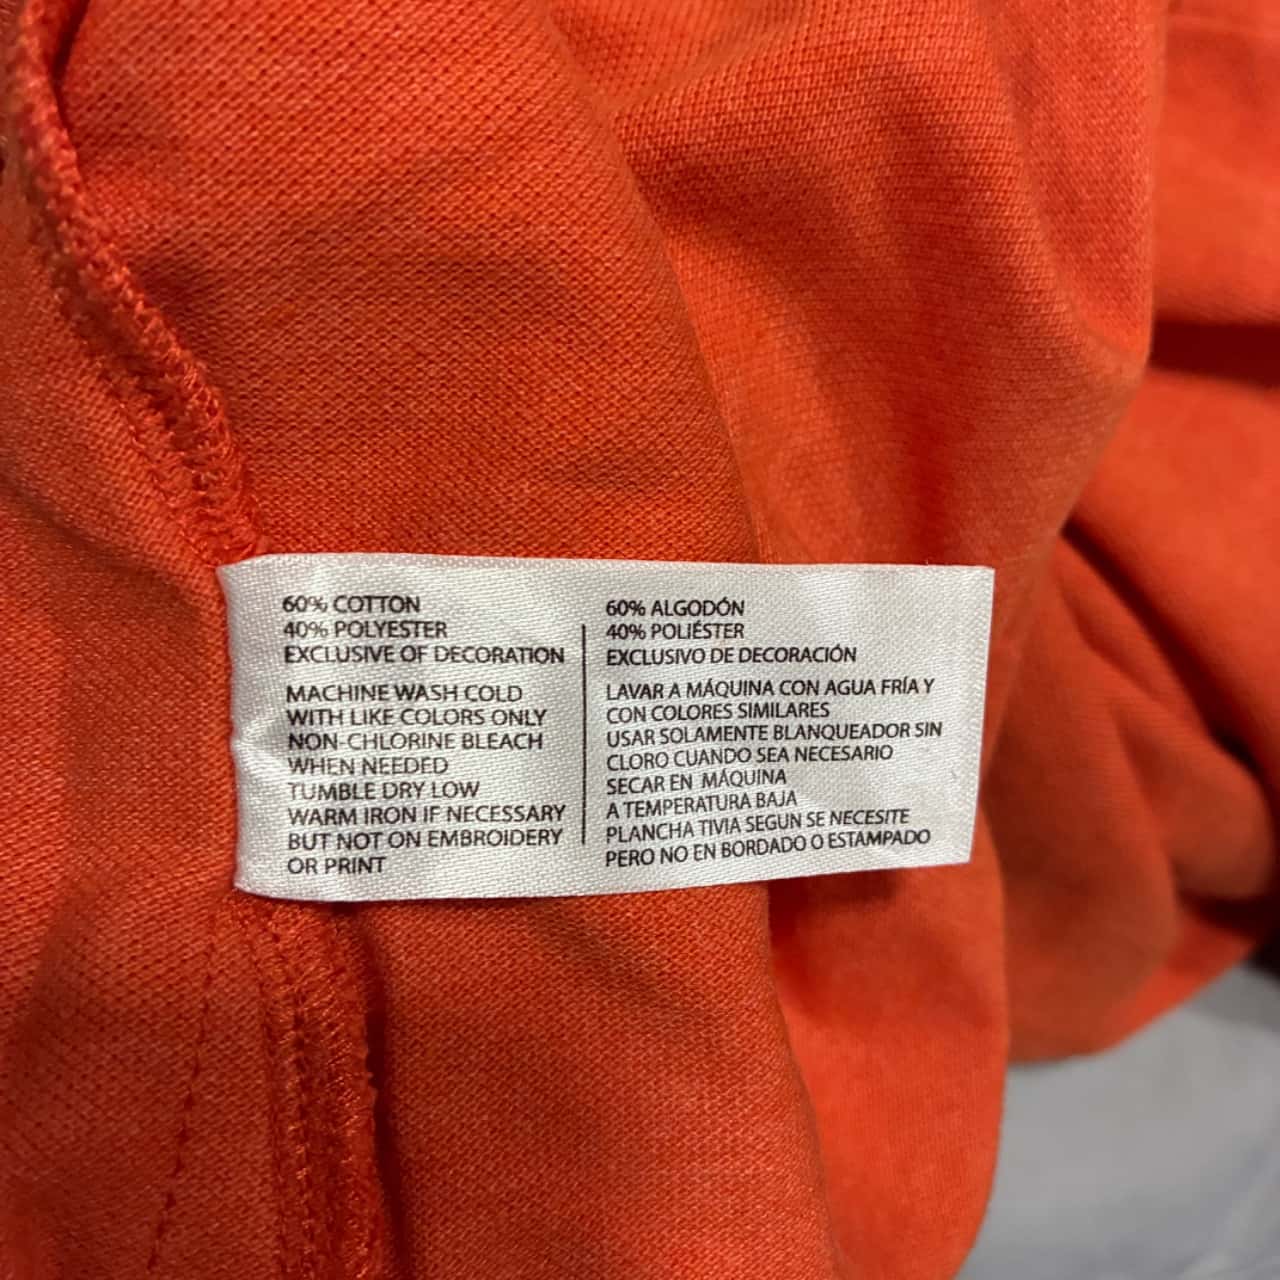 60% COTTON
40% POLYESTER
EXCLUSIVE OF DECORATION
MACHINE WASH COLD
WITH LIKE COLORS ONLY
NON-CHLORINE BLEACH
WHEN NEEDED
TUMBLE DRY LOW
WARM IRON IF NECESSARY
BUT NOT ON EMBROIDERY
OR PRINT
60% ALGODÓN
40% POLIÉSTER
EXCLUSIVO DE DECORACIÓN
LAVAR A MÁQUINA CON AGUA FRÍA Y
CON COLORES SIMILARES
USAR SOLAMENTE BLANQUEADOR SIN
CLORO CUANDO SEA NECESARIO
SECAR EN MÁQUINA
A TEMPERATURA BAJA
PLANCHA TIVIA SEGUN SE NECESITE
PERO NO EN BORDADO O ESTAMPADO